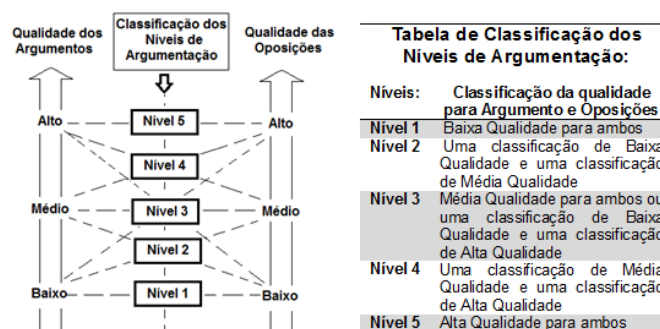 Qualidade dos
Argumentos
Classificação dos
Níveis de
Argumentação
Qualidade das
Oposições
Alto
Nível 5
Alto
Nível 4
Médio
Nível 3
Médio
Nível 2
Baixo
Nível 1
Baixo
Tabela de Classificação dos
Níveis de Argumentação:
Níveis: Classificação da qualidade
para Argumento e Oposições
Nível 1 Baixa Qualidade para ambos
Nível 2 Uma classificação de Baixa
Qualidade e uma classificação
de Média Qualidade
Nível 3 Média Qualidade para ambos ou
uma classificação de Baixa
Qualidade e uma classificação
de Alta Qualidade
Nível 4 Uma classificação de Média
Qualidade e uma classificação
de Alta Qualidade
Nível 5 Alta Qualidade para ambos